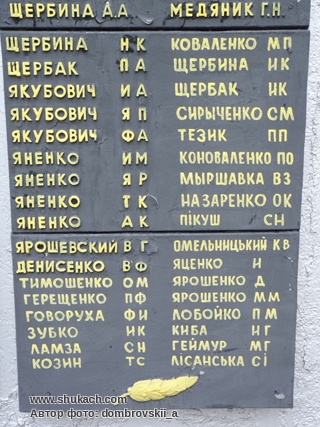 ЩЕРБИНА Д.А.
ЩЕРБИНА Н К
ЩЕРБАК П А
ЯКУБОВИЧ И А
ЯКУБОВИЧ Я П
ЯКУБОВИЧ Ф А
ЯНЕНКО И М
ЯНЕНКО Я Р
ЯНЕНКО Т К
ЯНЕНКО А К
ЯРОШЕВСКИЙ В Г
ДЕНИСЕНКО В Ф
ТИМОШЕНКО О М
ГЕРЕЩЕНКО П Ф
ГОВОРУХА Ф И
ЗУБКО И К
ЛАМЗА С Н
КОЗИН Т С
МЕДЯНИК Г.Н.
КОВАЛЕНКО М П
ЩЕРБИНА И К
ЩЕРБАК И К
СИРЫЧЕНКО С М
ТЕЗИК П П
КОНОВАЛЕНКО П О
МЫРШАВКА В З
НАЗАРЕНКО О К
ПІКУШ С Н
ОМЕЛЬНИЦЬКИЙ К В
ЯЦЕНКО И
ЯРОШЕНКО Д
ЯРОШЕНКО М М
ЛОБОЙКО П М
КИБА И Г
ГЕЙМУР М Г
ЛІСАНСЬКА С І
www.shukach.com
Автор фото: dombrovskii_a